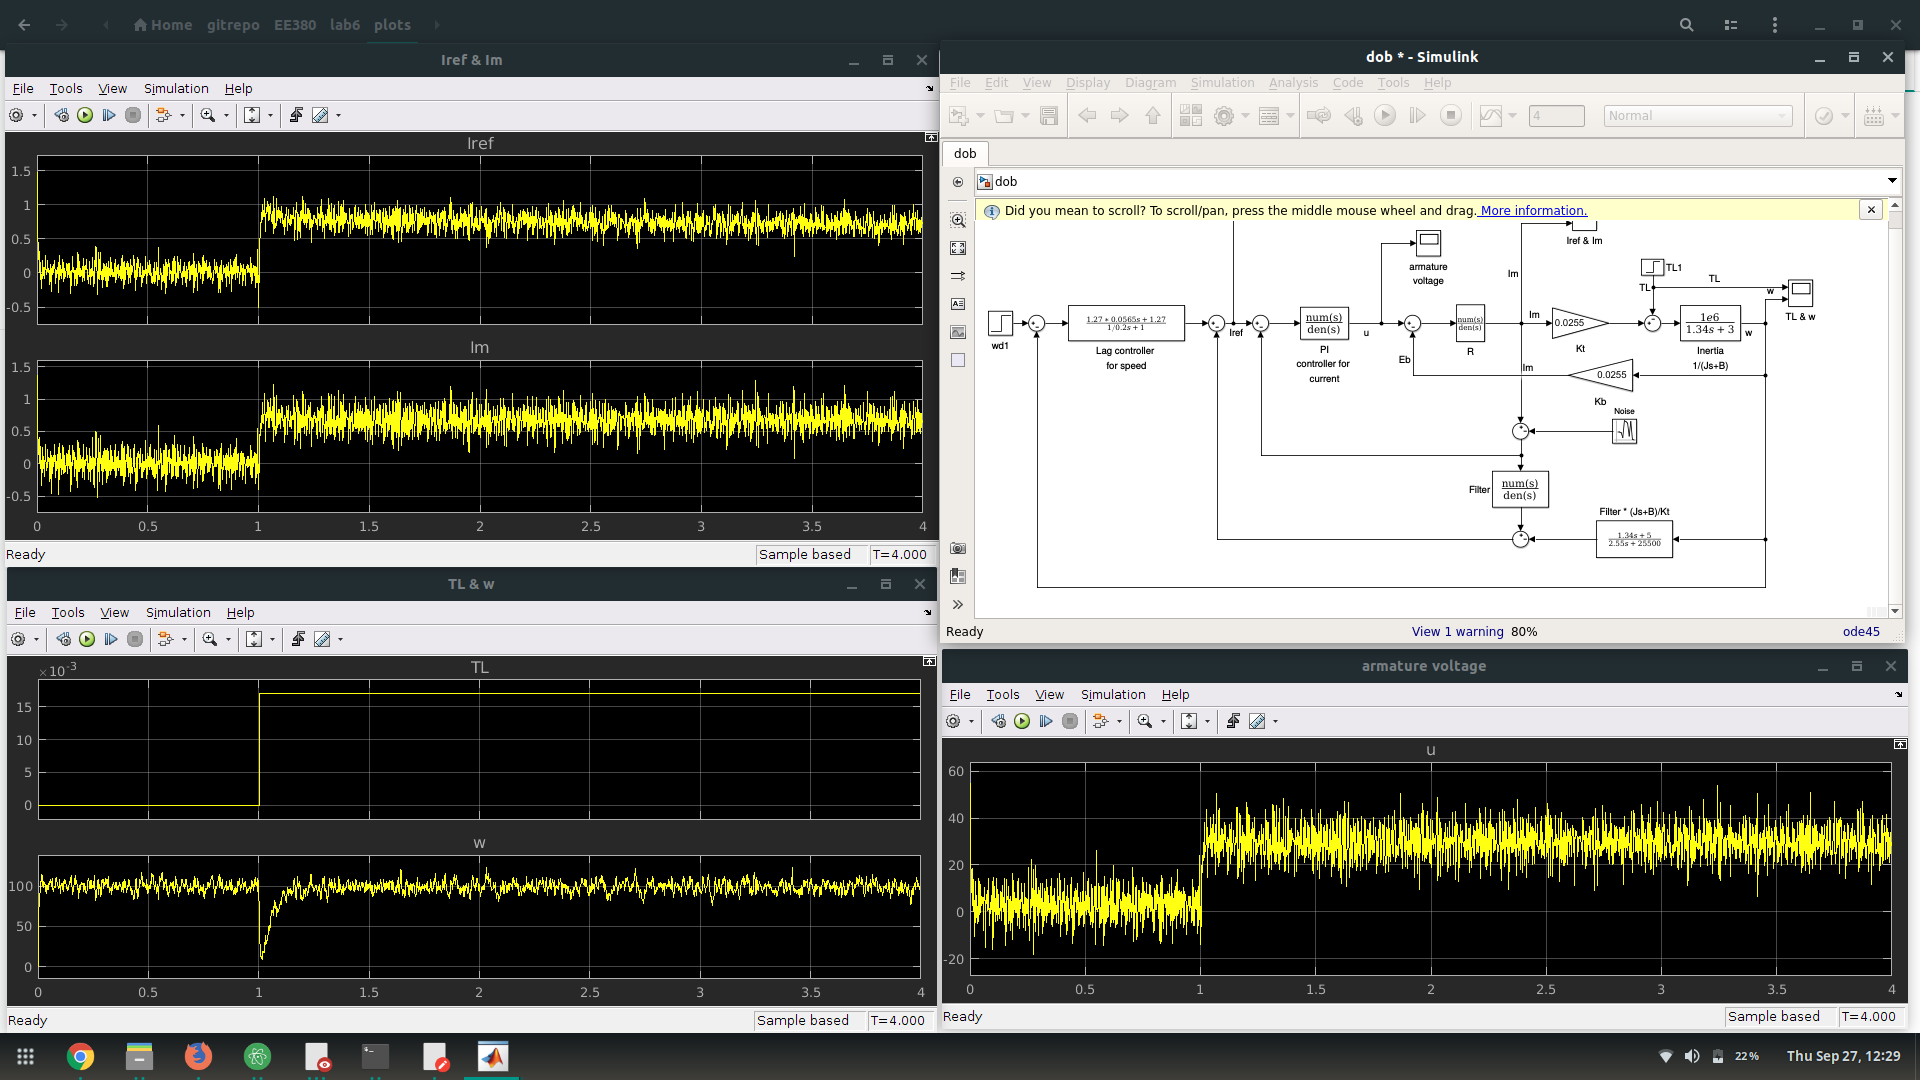 Home gitrepo EE380 lab6 plots
Iref & Im
File Tools View Simulation Help
Iref
1.5
1
0.5
0
-0.5
Im
1.5
1
0.5
0
-0.5
0 0.5 1 1.5 2 2.5 3 3.5 4
Ready Sample based T=4.000
TL & w
File Tools View Simulation Help
×10-3
TL
15
10
5
0
w
100
50
0
0 0.5 1 1.5 2 2.5 3 3.5 4
Ready Sample based T=4.000
dob * - Simulink
File Edit View Display Diagram Simulation Analysis Code Tools Help
4 Normal
dob
dob
Did you mean to scroll? To scroll/pan, press the middle mouse wheel and drag. More information.
Iref & Im
armature
voltage
Im
TL1
TL
TL
w
TL & w
wd1
1.27*0.0565s+1.27
1/0.2s+1
Lag controller
for speed
Iref
num(s)
den(s)
PI
controller for
current
u
Eb
num(s)
den(s)
R
Im
0.0255
Kt
1e6
1.34s+3
Inertia
1/(Js+B)
w
Im
0.0255
Kb
Noise
Filter
num(s)
den(s)
Filter * (Js+B)/Kt
1.34s+5
2.55s+25500
Ready View 1 warning 80% ode45
armature voltage
File Tools View Simulation Help
u
60
40
20
0
-20
0 0.5 1 1.5 2 2.5 3 3.5 4
Ready Sample based T=4.000
22% Thu Sep 27, 12:29